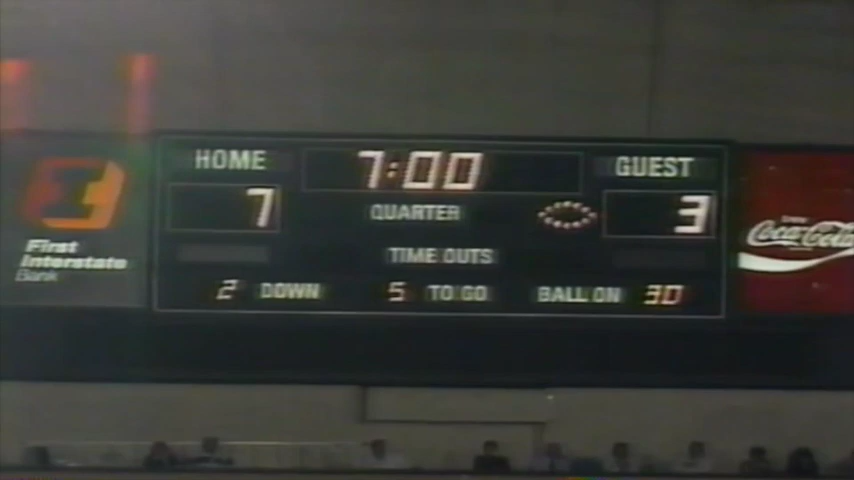 HOME
7:00
GUEST
7
QUARTER
3
TIME OUTS
2 DOWN
5 TO GO
BALL ON 30
First
Interstate
Bank
Coca-Cola